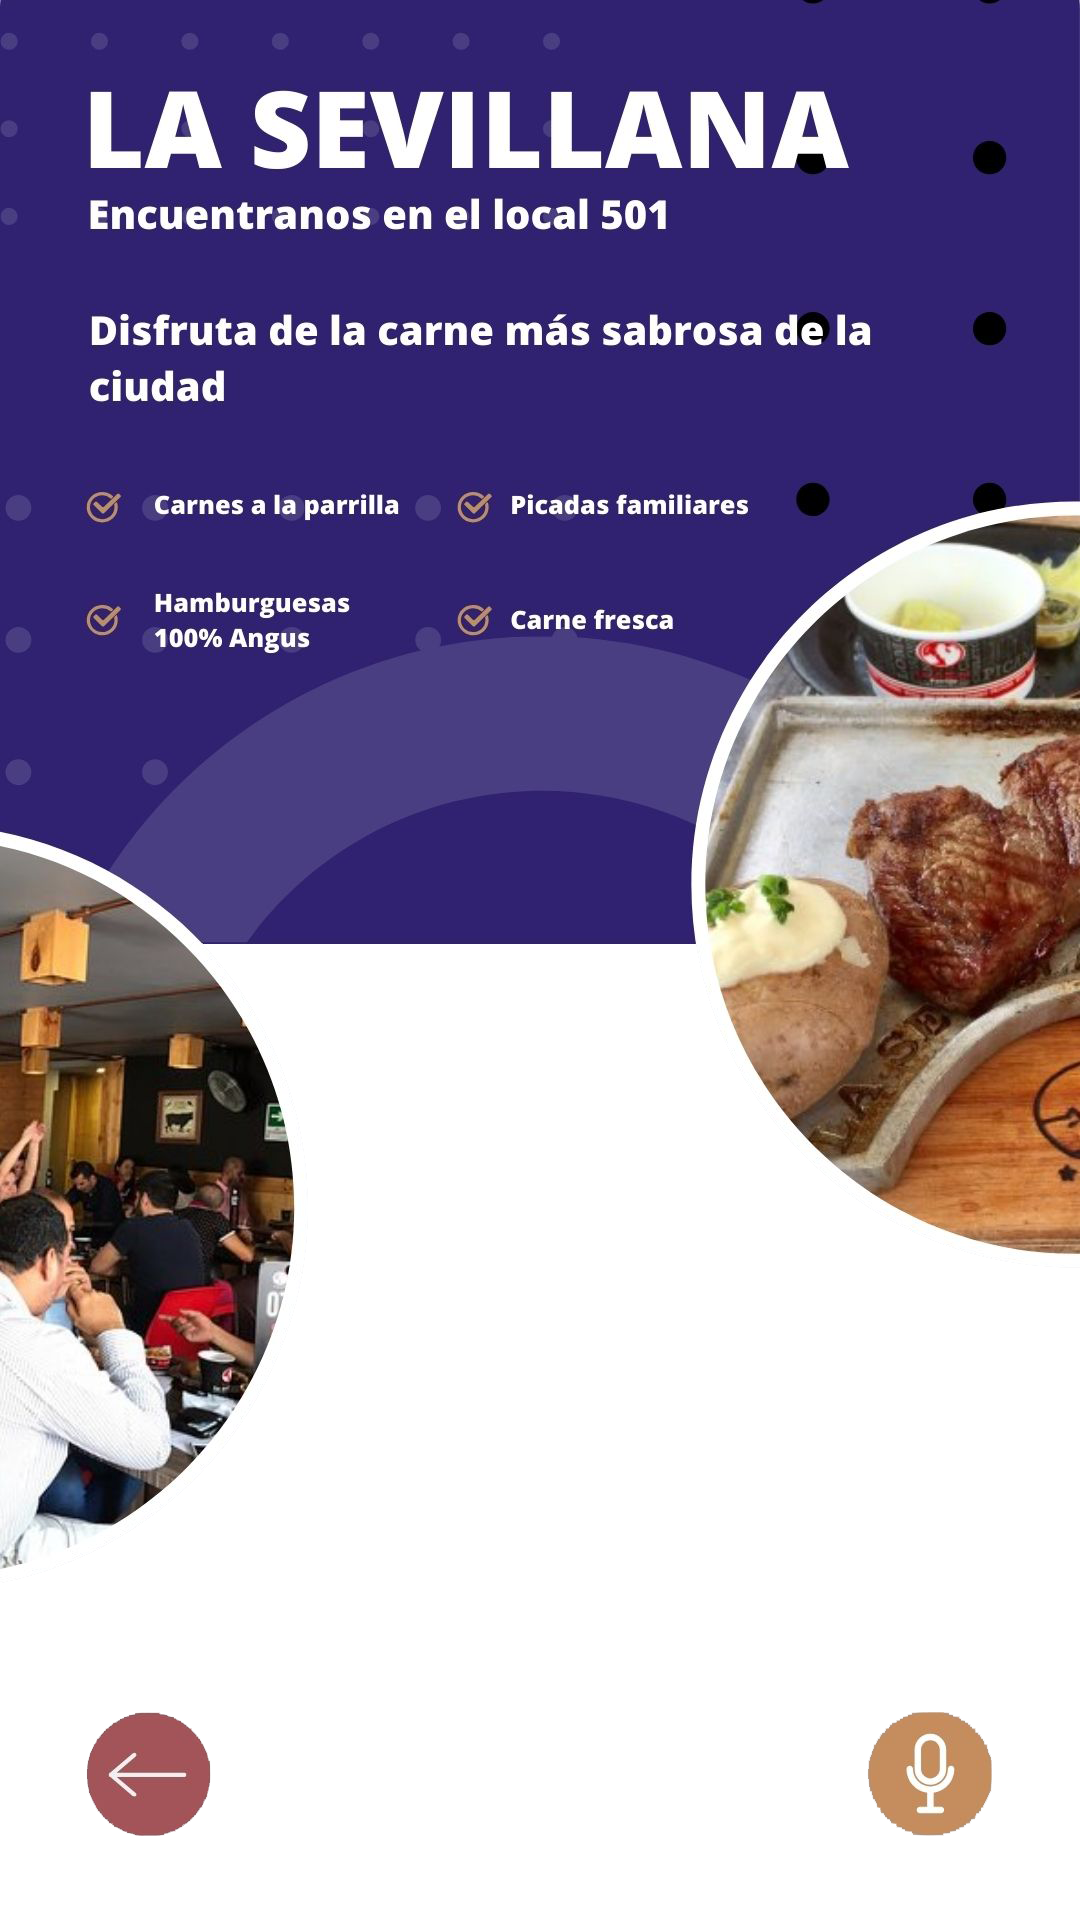 LA SEVILLANA
Encuentranos en el local 501
Disfruta de la carne más sabrosa de la
ciudad
Carnes a la parrilla
Picadas familiares
Hamburguesas
100% Angus
Carne fresca